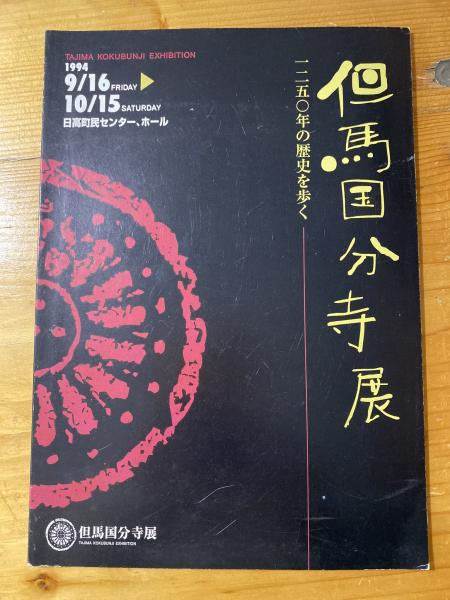 TAJIMA KOKUBUNJI EXHIBITION
1994
9/16 FRIDAY ▶
10/15 SATURDAY
日高町民センター、ホール
但馬国分寺展
一二五〇年の歴史を歩く
但馬国分寺展
TAJIMA KOKUBUNJI EXHIBITION